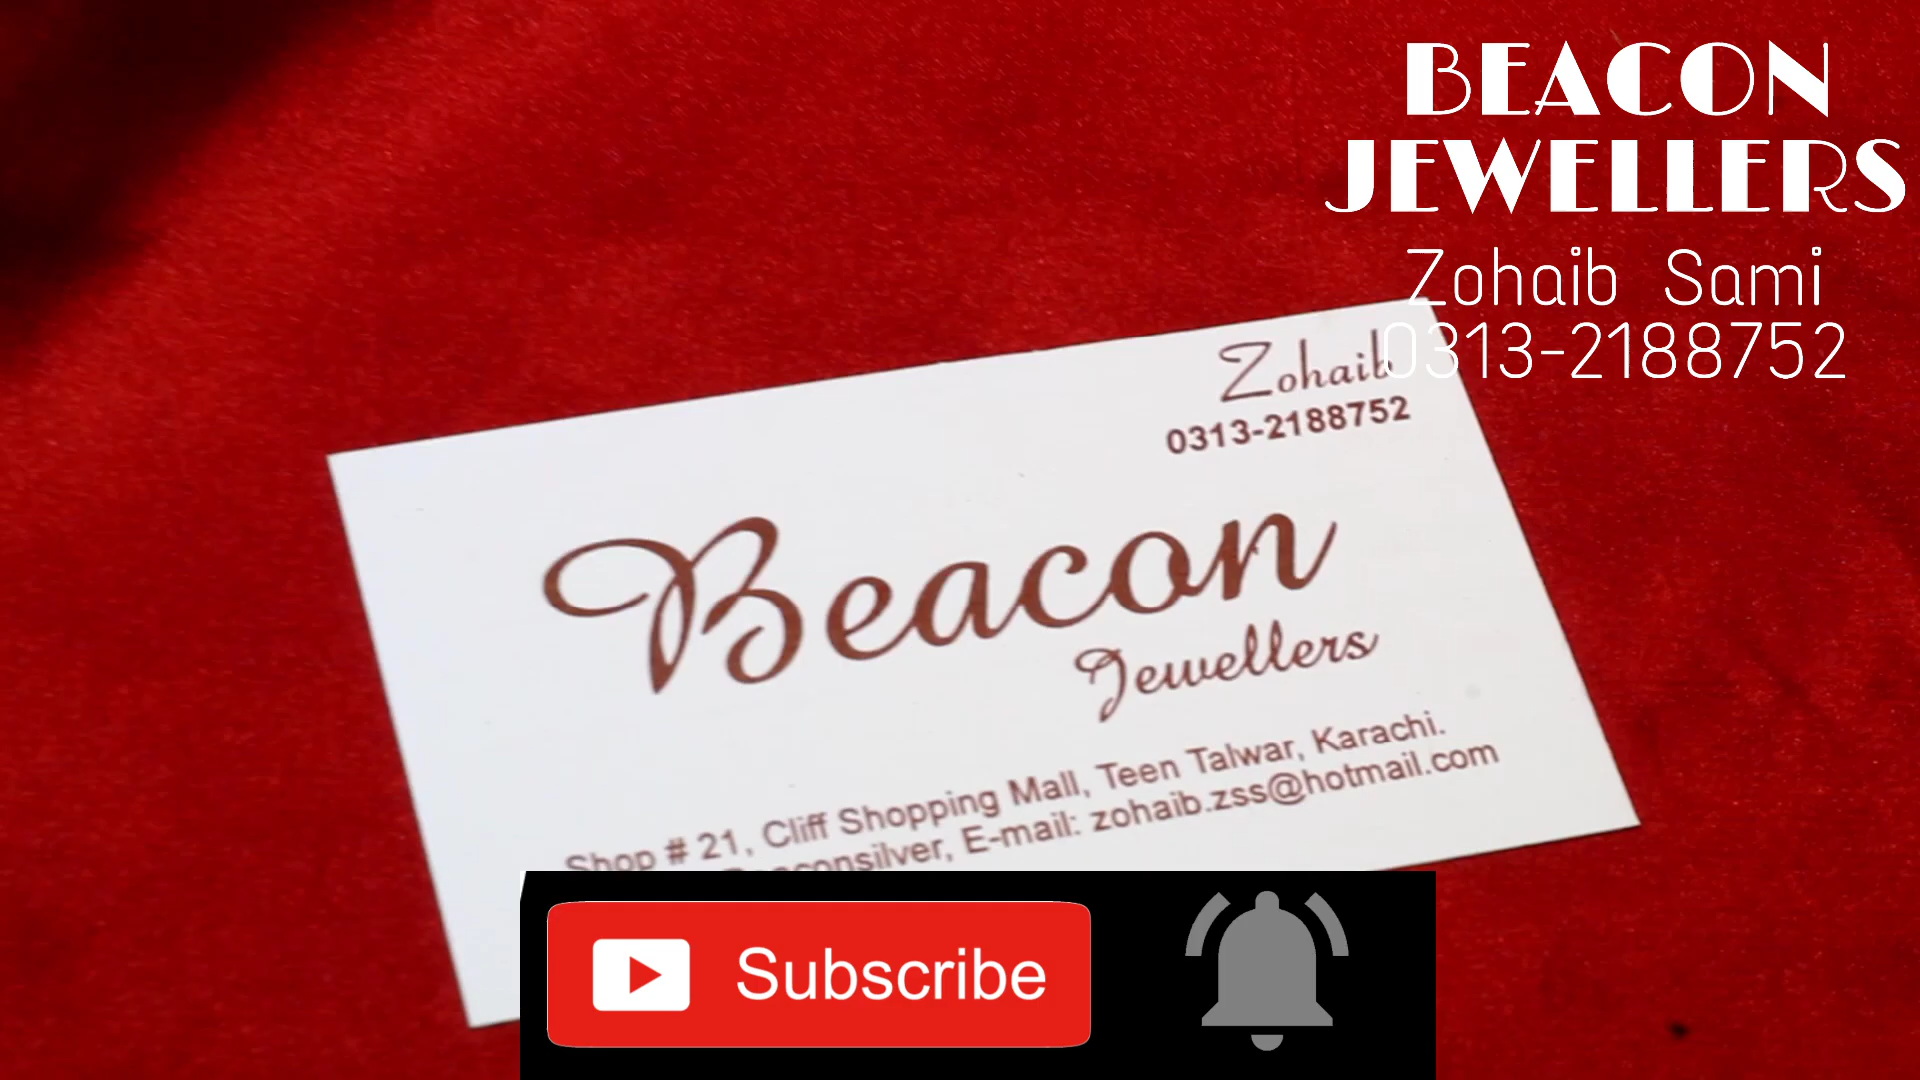 BEACON
JEWELLERS
Zohaib Sami
0313-2188752
Zohaib
0313-2188752
Beacon
Jewellers
Shop # 21, Cliff Shopping Mall, Teen Talwar, Karachi.
Beaconsilver, E-mail: zohaib.zss@hotmail.com
Subscribe